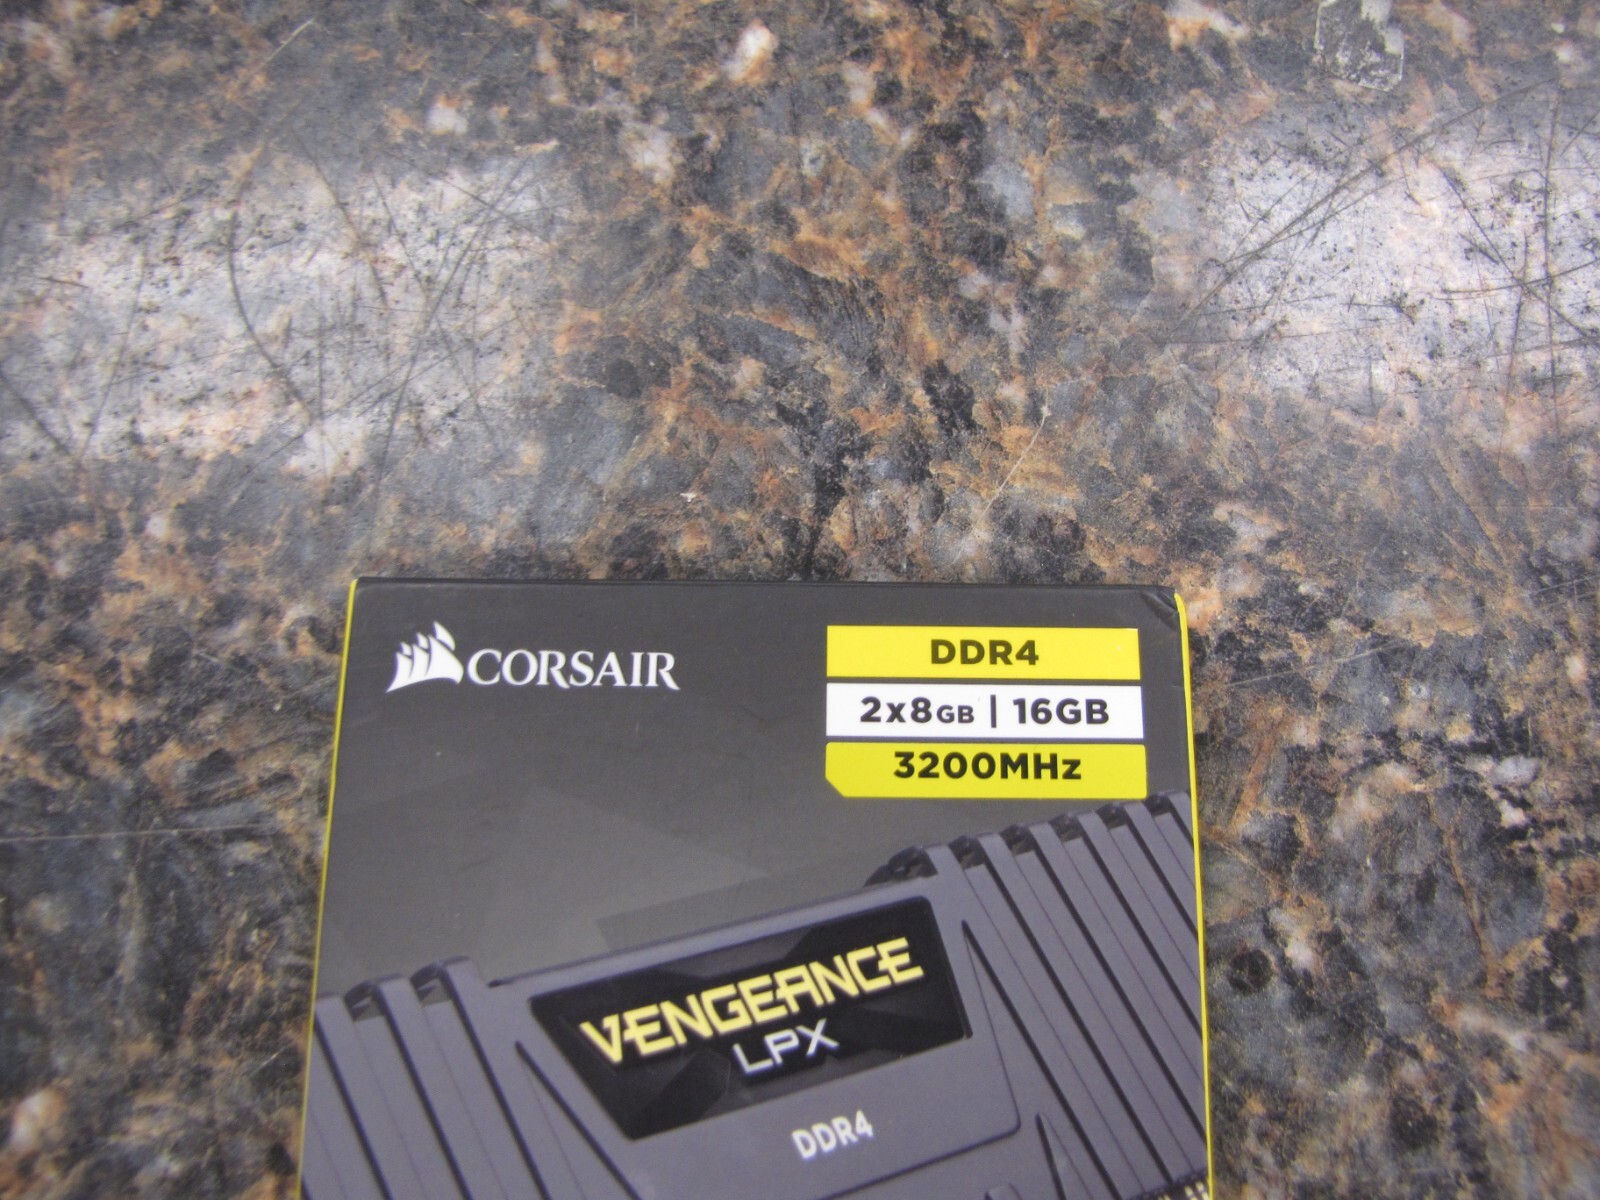 CORSAIR
DDR4
2x8GB | 16GB
3200MHz
VENGEANCE
LPX
DDR4